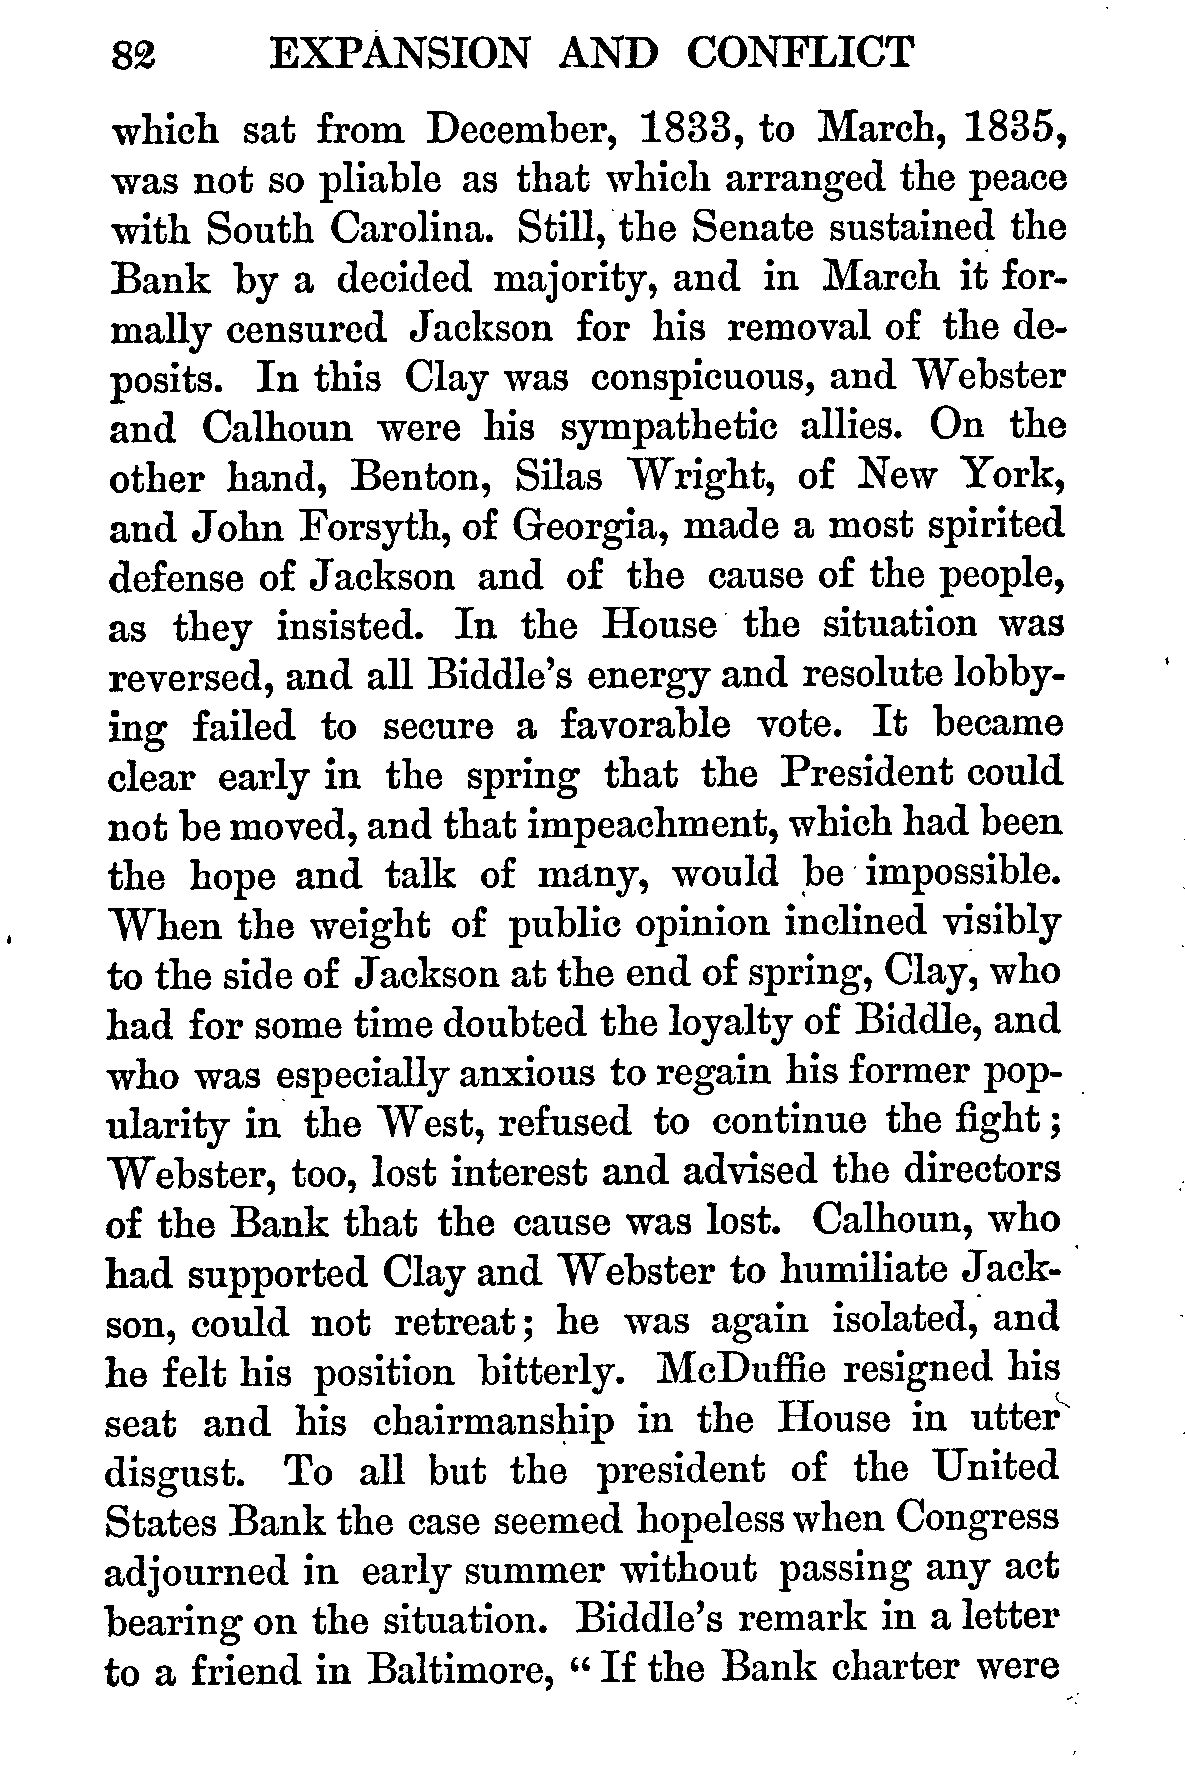 82 EXPANSION AND CONFLICT
which sat from December, 1833, to March, 1835,
was not so pliable as that which arranged the peace
with South Carolina. Still, the Senate sustained the
Bank by a decided majority, and in March it for-
mally censured Jackson for his removal of the de-
posits. In this Clay was conspicuous, and Webster
and Calhoun were his sympathetic allies. On the
other hand, Benton, Silas Wright, of New York,
and John Forsyth, of Georgia, made a most spirited
defense of Jackson and of the cause of the people,
as they insisted. In the House the situation was
reversed, and all Biddle's energy and resolute lobby-
ing failed to secure a favorable vote. It became
clear early in the spring that the President could
not be moved, and that impeachment, which had been
the hope and talk of many, would be impossible.
When the weight of public opinion inclined visibly
to the side of Jackson at the end of spring, Clay, who
had for some time doubted the loyalty of Biddle, and
who was especially anxious to regain his former pop-
ularity in the West, refused to continue the fight;
Webster, too, lost interest and advised the directors
of the Bank that the cause was lost. Calhoun, who
had supported Clay and Webster to humiliate Jack-
son, could not retreat; he was again isolated, and
he felt his position bitterly. McDuffie resigned his
seat and his chairmanship in the House in utter
disgust. To all but the president of the United
States Bank the case seemed hopeless when Congress
adjourned in early summer without passing any act
bearing on the situation. Biddle's remark in a letter
to a friend in Baltimore, "If the Bank charter were